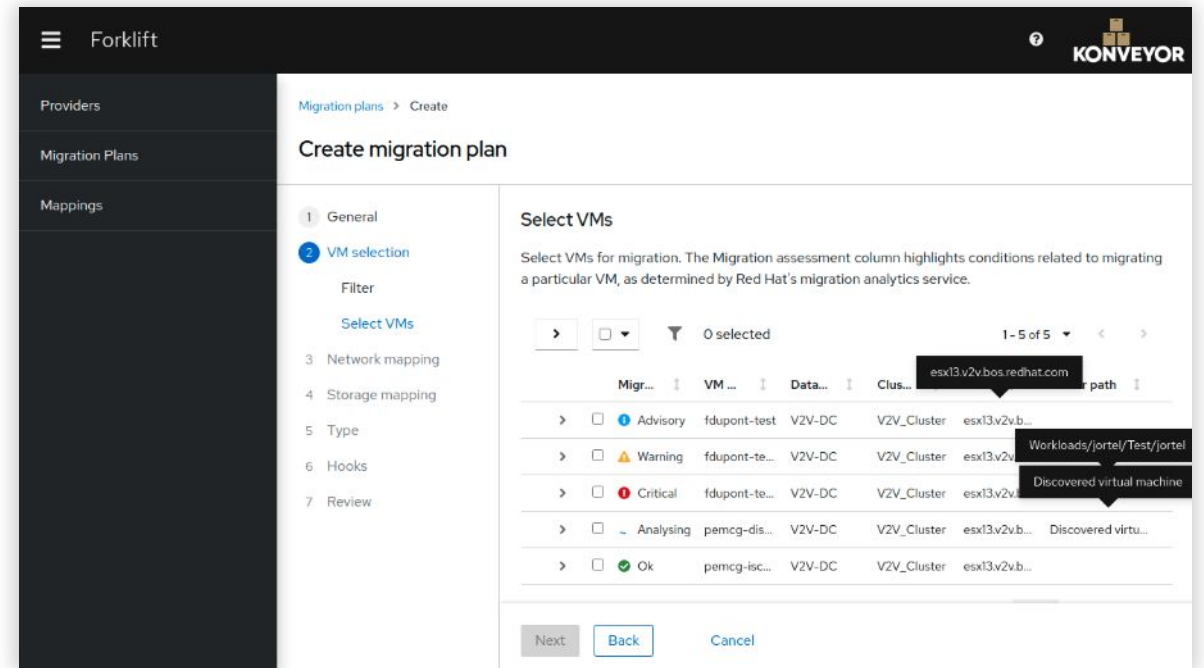 Forklift
KONVEYOR
Providers
Migration Plans
Mappings
Migration plans > Create
Create migration plan
1 General
2 VM selection
Filter
Select VMs
3 Network mapping
4 Storage mapping
5 Type
6 Hooks
7 Review
Select VMs
Select VMs for migration. The Migration assessment column highlights conditions related to migrating
a particular VM, as determined by Red Hat's migration analytics service.
0 selected
1 - 5 of 5
esx13.v2v.bos.redhat.com
Migr... VM ... Data... Clus... path
Advisory fdupont-test V2V-DC V2V_Cluster esx13.v2v.b...
Workloads/jortel/Test/jortel
Warning fdupont-te... V2V-DC V2V_Cluster esx13.v2v
Discovered virtual machine
Critical fdupont-te... V2V-DC V2V_Cluster esx13.v2v.
Analysing pemcg-dis... V2V-DC V2V_Cluster esx13.v2v.b... Discovered virtu...
Ok pemcg-isc... V2V-DC V2V_Cluster esx13.v2v.b...
Next Back Cancel